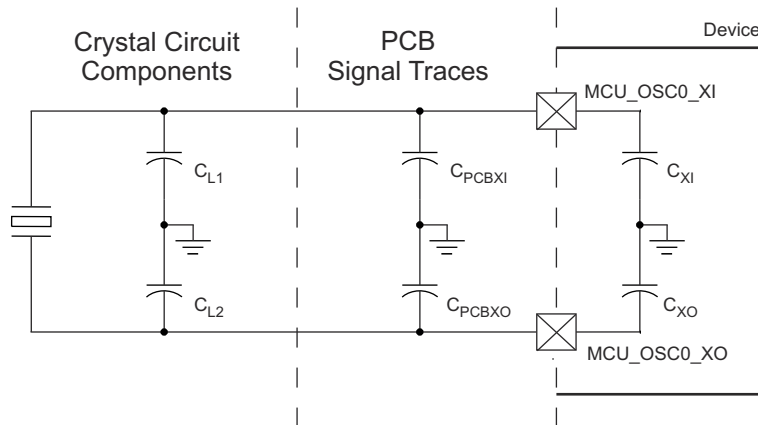 Crystal Circuit
Components
PCB
Signal Traces
Device
MCU_OSC0_XI
CL1
CPCBXI
CXI
CL2
CPCBXO
CXO
MCU_OSC0_XO